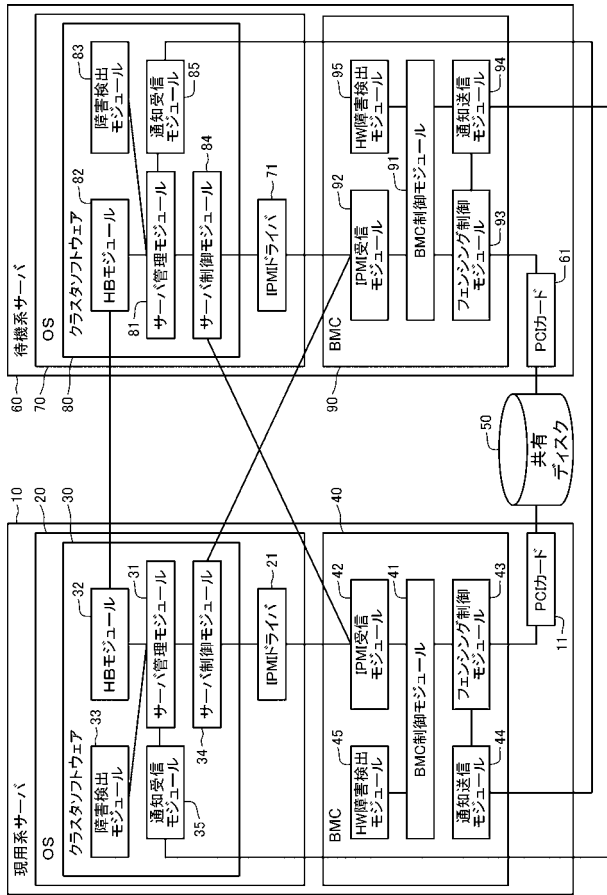 現用系サーバ
10
OS
20
クラスタソフトウェア
30
障害検出
モジュール
33
HBモジュール
32
通知受信
モジュール
35
サーバ管理モジュール
31
サーバ制御モジュール
34
IPMIドライバ
21
BMC
40
HW障害検出
モジュール
45
IPMI受信
モジュール
42
BMC制御モジュール
41
通知送信
モジュール
44
フェンシング制御
モジュール
43
PCIカード
11
共有
ディスク
50
待機系サーバ
60
OS
70
クラスタソフトウェア
80
HBモジュール
82
障害検出
モジュール
83
サーバ管理モジュール
81
通知受信
モジュール
85
サーバ制御モジュール
84
IPMIドライバ
71
BMC
90
IPMI受信
モジュール
92
HW障害検出
モジュール
95
BMC制御モジュール
91
フェンシング制御
モジュール
93
通知送信
モジュール
94
PCIカード
61